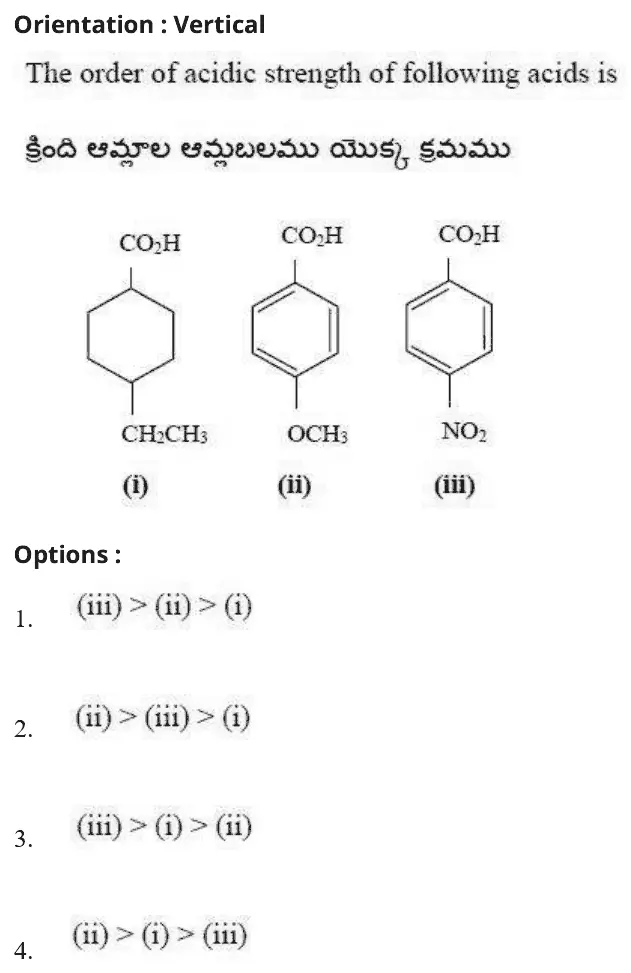 Orientation : Vertical
The order of acidic strength of following acids is
క్రింది ఆమ్లాల ఆమ్లబలము యొక్క క్రమము
CO₂H CO₂H CO₂H
CH₂CH₃ OCH₃ NO₂
(i) (ii) (iii)
Options :
1. (iii) > (ii) > (i)
2. (ii) > (iii) > (i)
3. (iii) > (i) > (ii)
4. (ii) > (i) > (iii)